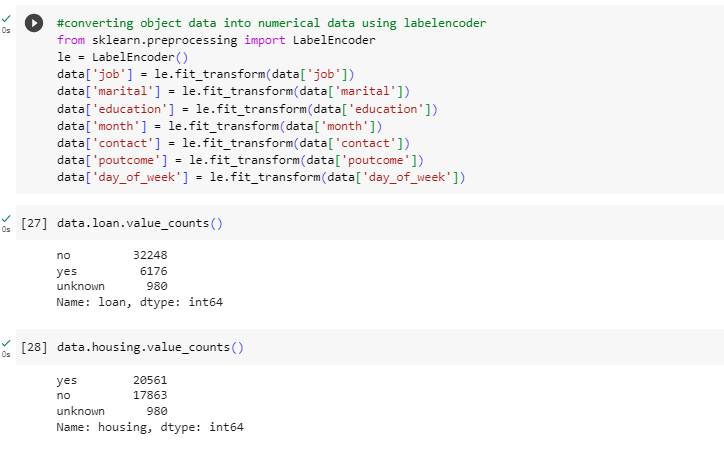 0s
#converting object data into numerical data using labelencoder
from sklearn.preprocessing import LabelEncoder
le = LabelEncoder()
data['job'] = le.fit_transform(data['job'])
data['marital'] = le.fit_transform(data['marital'])
data['education'] = le.fit_transform(data['education'])
data['month'] = le.fit_transform(data['month'])
data['contact'] = le.fit_transform(data['contact'])
data['poutcome'] = le.fit_transform(data['poutcome'])
data['day_of_week'] = le.fit_transform(data['day_of_week'])
0s
[27] data.loan.value_counts()
no 32248
yes 6176
unknown 980
Name: loan, dtype: int64
0s
[28] data.housing.value_counts()
yes 20561
no 17863
unknown 980
Name: housing, dtype: int64